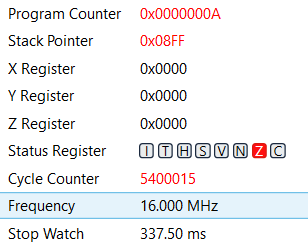 Program Counter 0x0000000A
Stack Pointer 0x08FF
X Register 0x0000
Y Register 0x0000
Z Register 0x0000
Status Register I T H S V N Z C
Cycle Counter 5400015
Frequency 16.000 MHz
Stop Watch 337.50 ms